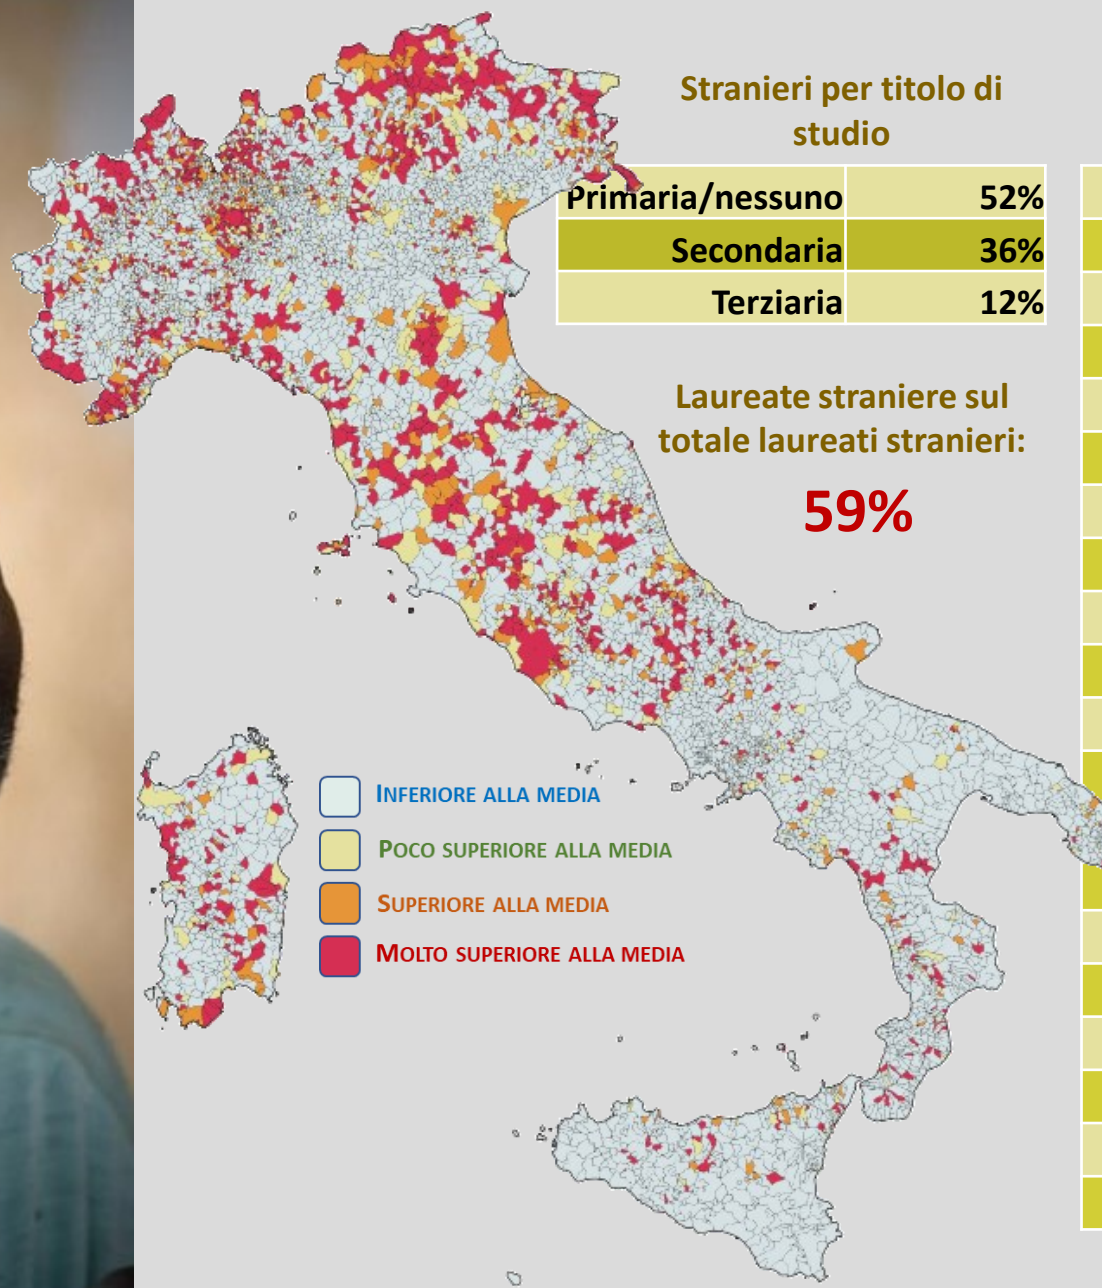 Stranieri per titolo di
studio
Primaria/nessuno 52%
Secondaria 36%
Terziaria 12%
Laureate straniere sul
totale laureati stranieri:
59%
INFERIORE ALLA MEDIA
POCO SUPERIORE ALLA MEDIA
SUPERIORE ALLA MEDIA
MOLTO SUPERIORE ALLA MEDIA